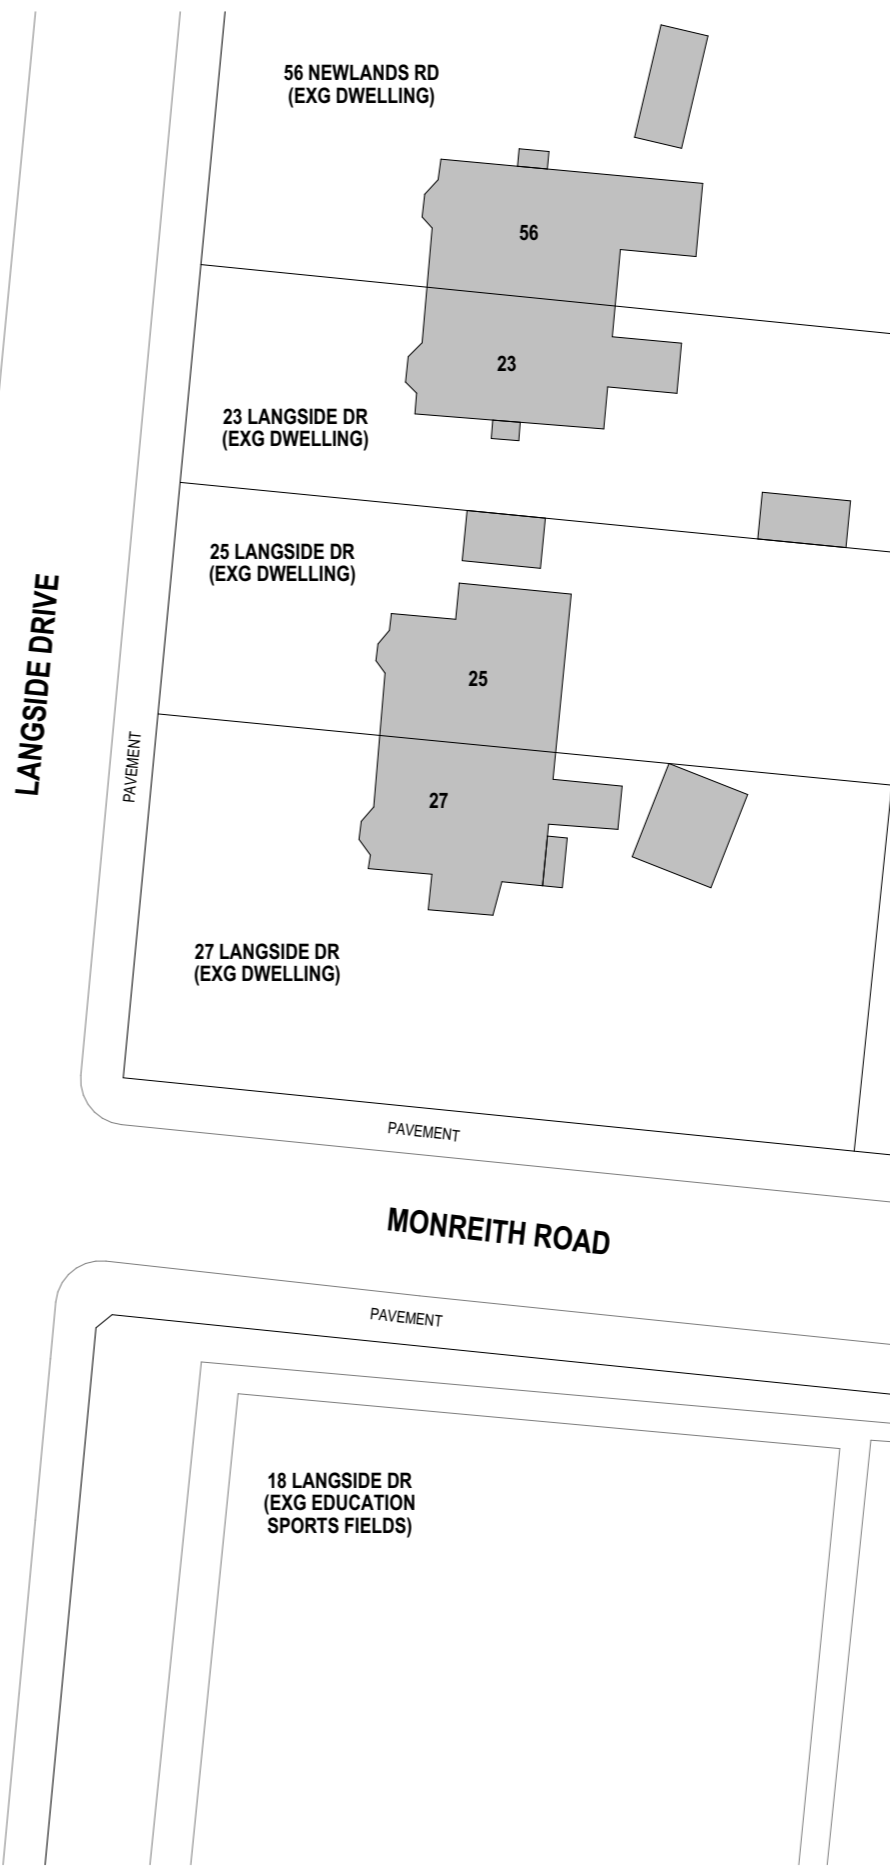 56 NEWLANDS RD
(EXG DWELLING)
56
23
23 LANGSIDE DR
(EXG DWELLING)
25 LANGSIDE DR
(EXG DWELLING)
LANGSIDE DRIVE
25
PAVEMENT
27
27 LANGSIDE DR
(EXG DWELLING)
PAVEMENT
MONREITH ROAD
PAVEMENT
18 LANGSIDE DR
(EXG EDUCATION
SPORTS FIELDS)